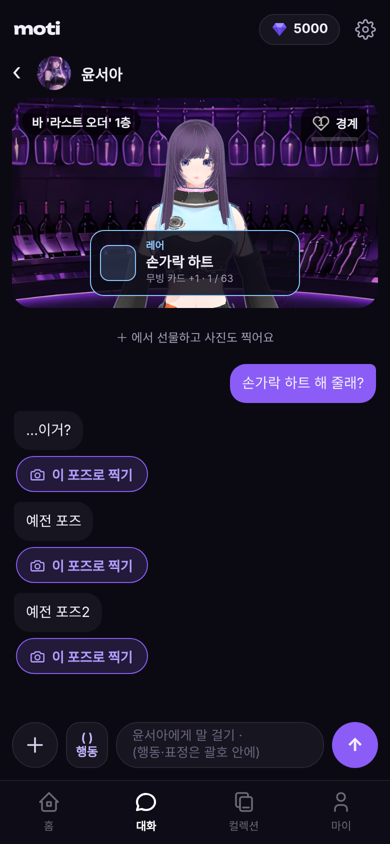 moti
5000
윤서아
바 '라스트 오더' 1층
1
경계
레어
손가락 하트
무빙 카드 +1 · 1 / 63
+ 에서 선물하고 사진도 찍어요
손가락 하트 해 줄래?
...이거?
이 포즈로 찍기
예전 포즈
이 포즈로 찍기
예전 포즈2
이 포즈로 찍기
( )
행동
윤서아에게 말 걸기 ·
(행동·표정은 괄호 안에)
홈
대화
컬렉션
마이